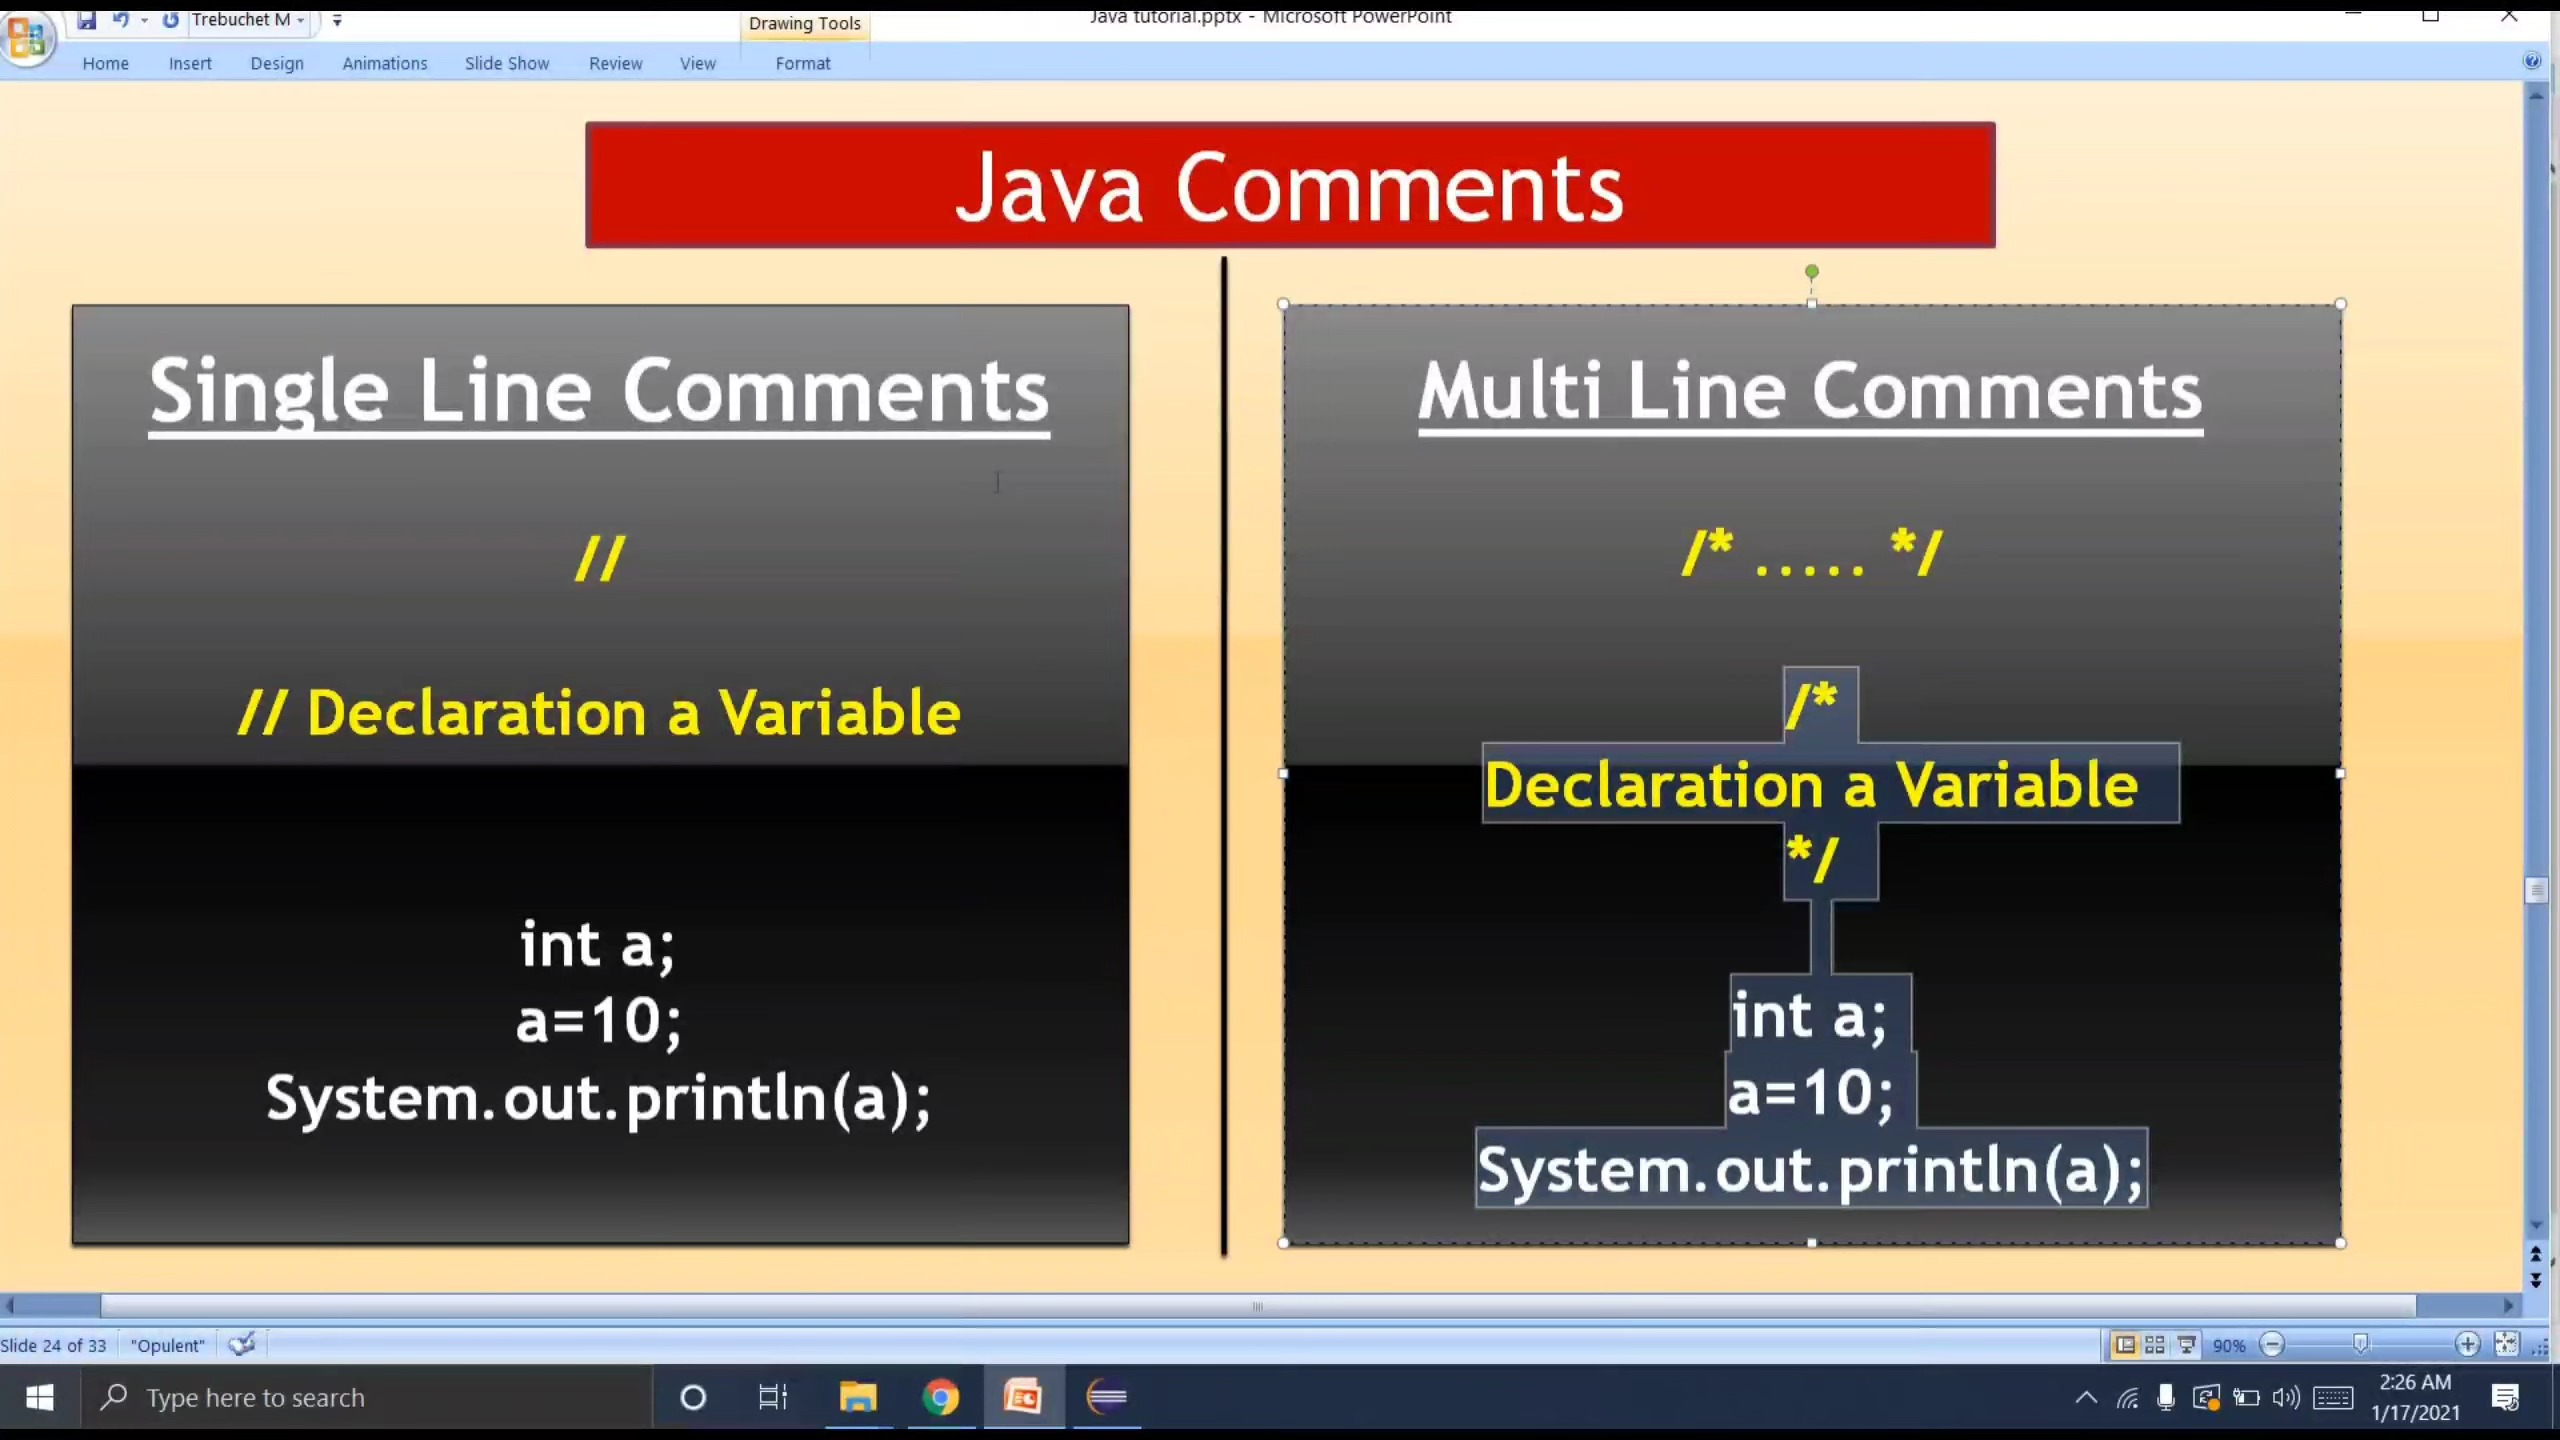 Trebuchet M
Drawing Tools
Java tutorial.pptx - Microsoft PowerPoint
Home Insert Design Animations Slide Show Review View Format
Java Comments
Single Line Comments
//
// Declaration a Variable
int a;
a=10;
System.out.println(a);
Multi Line Comments
/* ..... */
/*
Declaration a Variable
*/
int a;
a=10;
System.out.println(a);
Slide 24 of 33 "Opulent"
90%
Type here to search
2:26 AM
1/17/2021